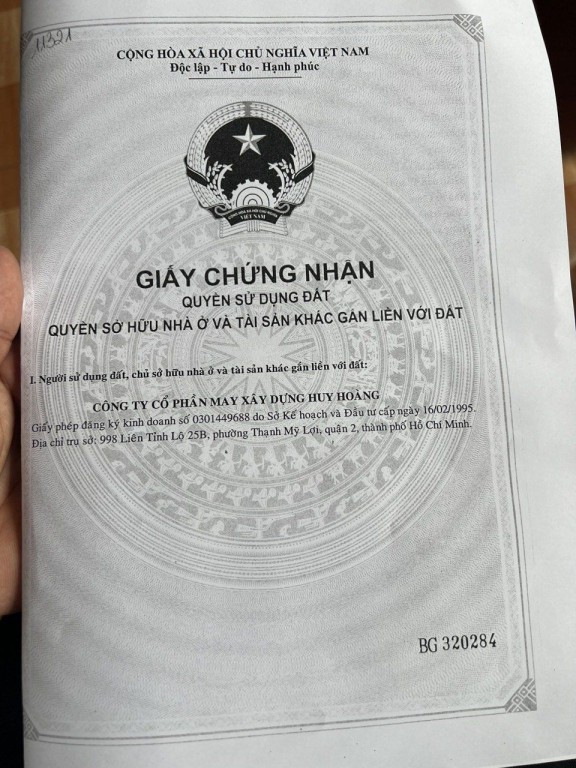 11321
CỘNG HÒA XÃ HỘI CHỦ NGHĨA VIỆT NAM
Độc lập - Tự do - Hạnh phúc
VIỆT NAM
GIẤY CHỨNG NHẬN
QUYỀN SỬ DỤNG ĐẤT
QUYỀN SỞ HỮU NHÀ Ở VÀ TÀI SẢN KHÁC GẮN LIỀN VỚI ĐẤT
I. Người sử dụng đất, chủ sở hữu nhà ở và tài sản khác gắn liền với đất:
CÔNG TY CỔ PHẦN MAY XÂY DỰNG HUY HOÀNG
Giấy phép đăng ký kinh doanh số 0301449688 do Sở Kế hoạch và Đầu tư cấp ngày 16/02/1995.
Địa chỉ trụ sở: 998 Liên Tỉnh Lộ 25B, phường Thạnh Mỹ Lợi, quận 2, thành phố Hồ Chí Minh.
BG 320284